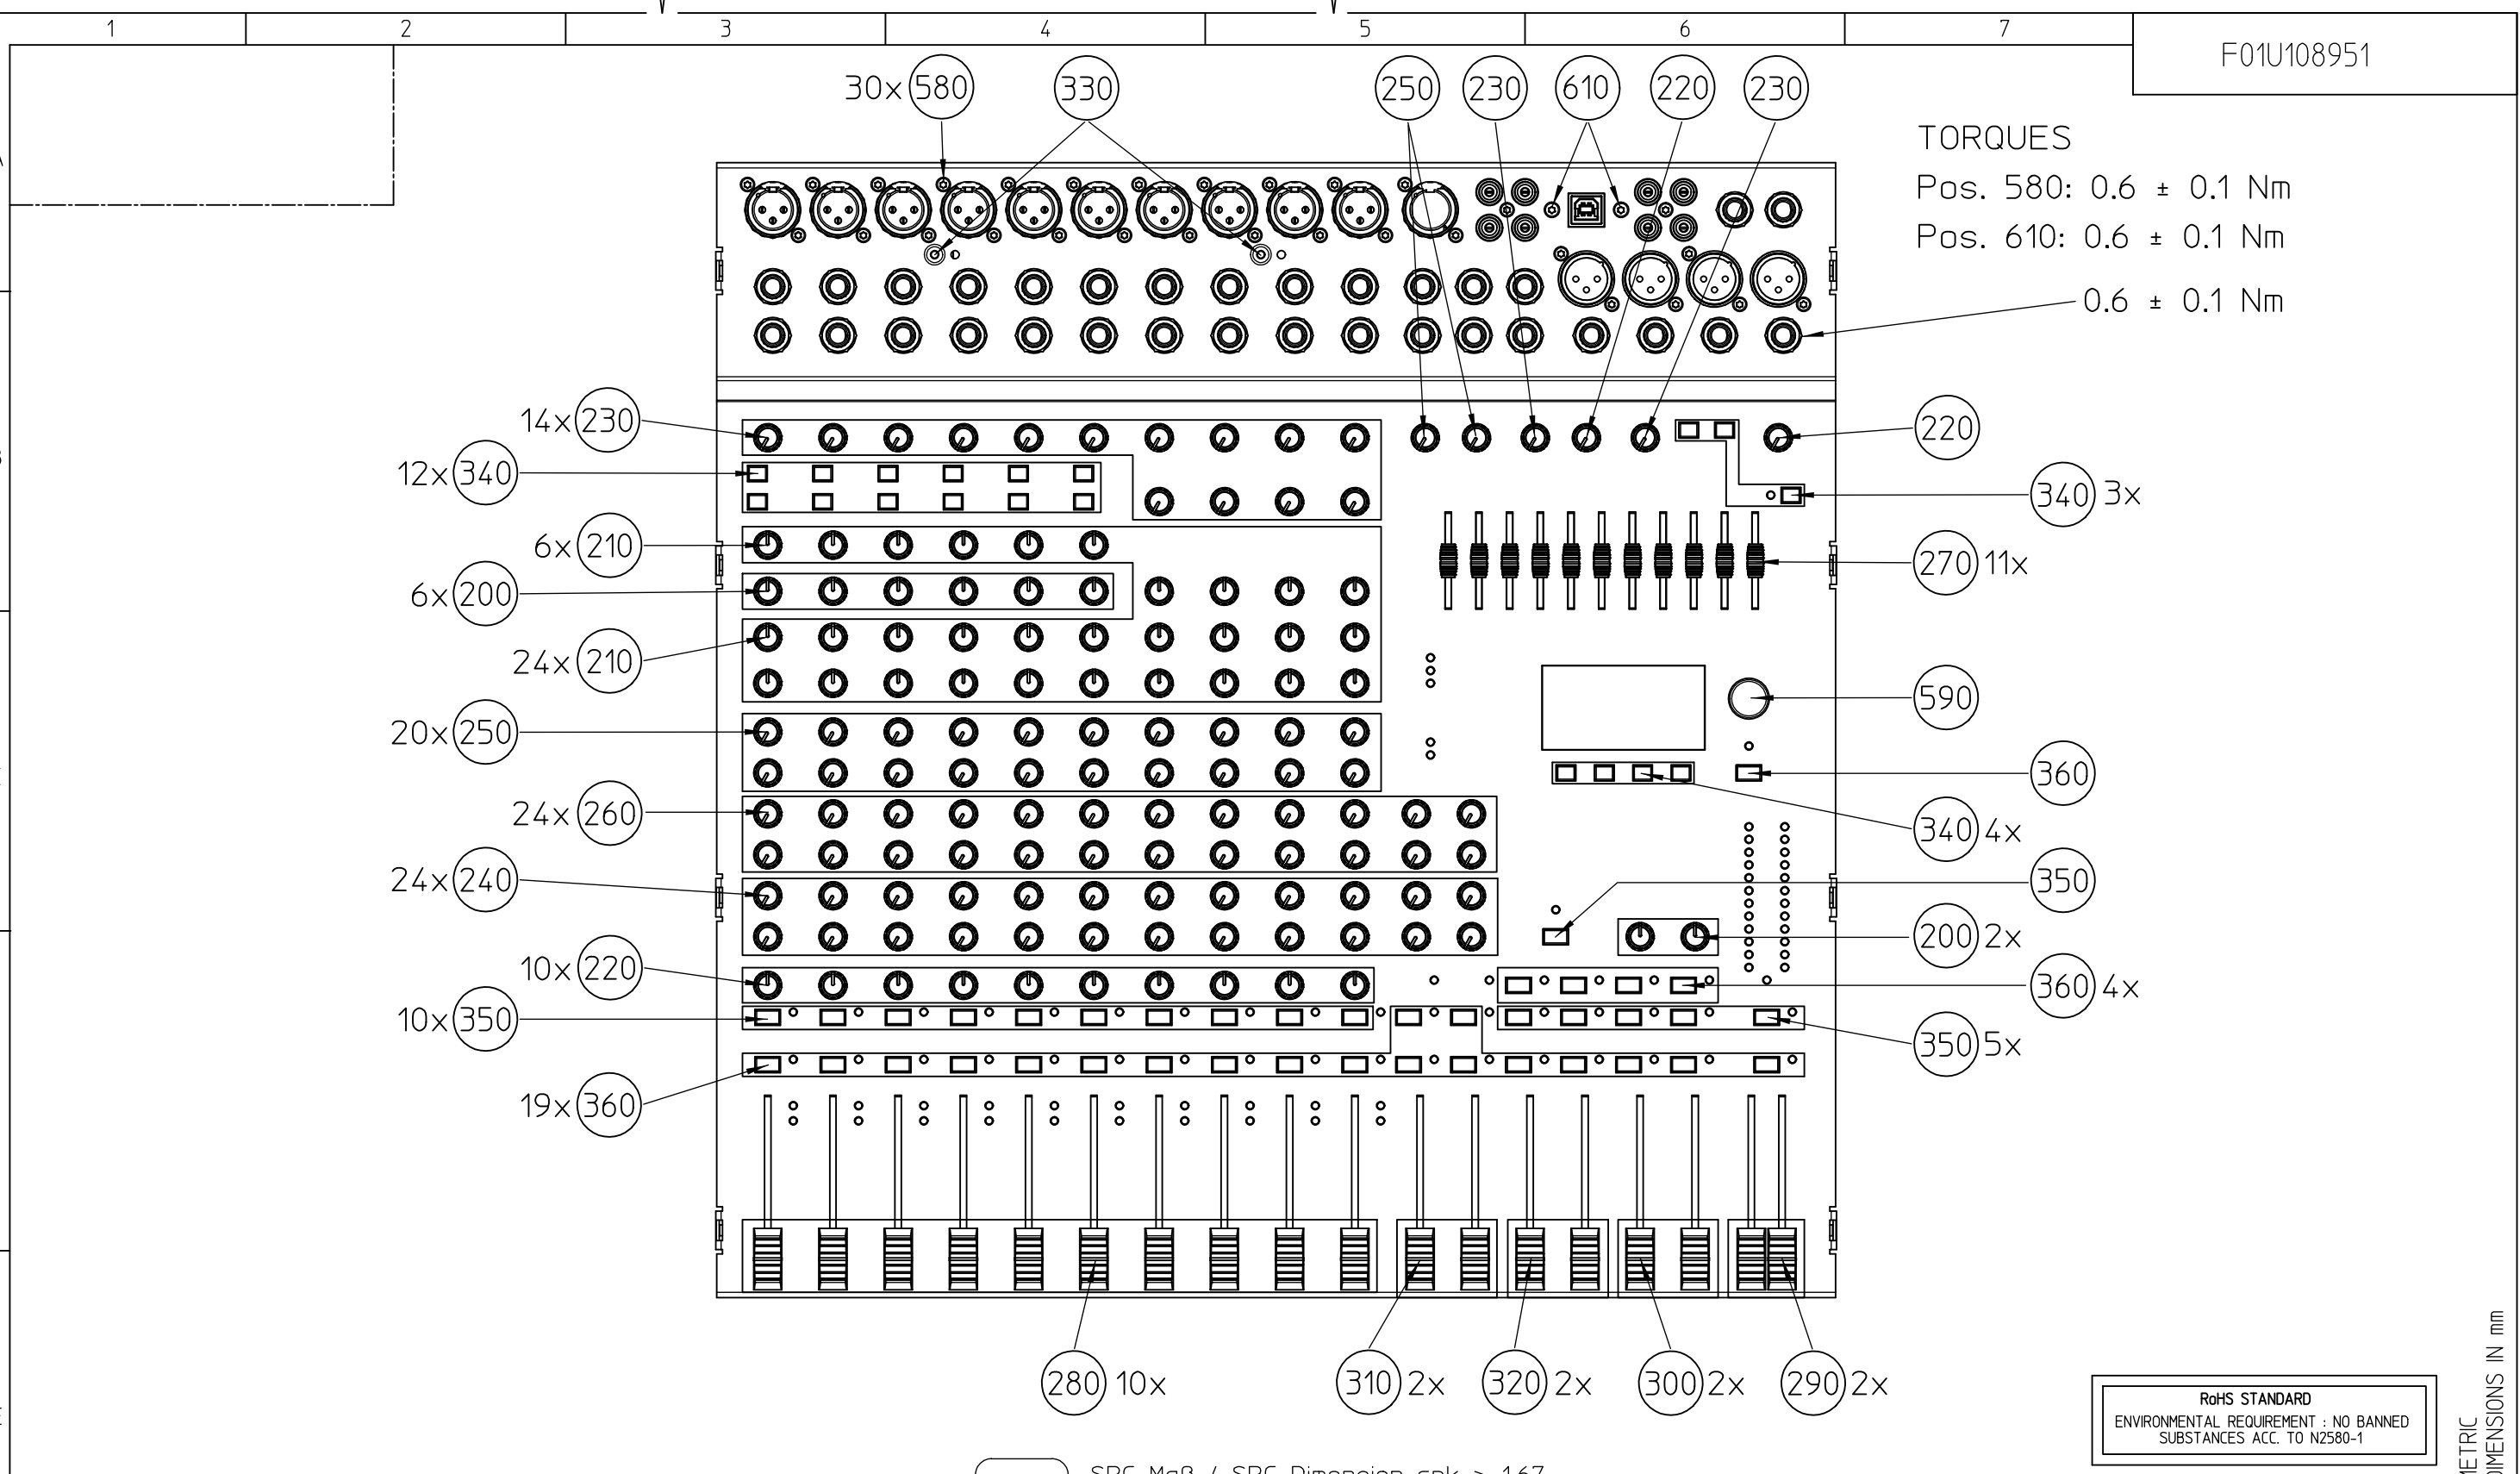 1 2 3 4 5 6 7
F01U108951
30x 580 330 250 230 610 220 230
TORQUES
Pos. 580: 0.6 ± 0.1 Nm
Pos. 610: 0.6 ± 0.1 Nm
0.6 ± 0.1 Nm
14x 230
220
12x 340
340 3x
6x 210
270 11x
6x 200
24x 210
590
20x 250
360
24x 260
340 4x
24x 240
350
200 2x
10x 220
360 4x
10x 350
350 5x
19x 360
280 10x 310 2x 320 2x 300 2x 290 2x
RoHS STANDARD
ENVIRONMENTAL REQUIREMENT : NO BANNED
SUBSTANCES ACC. TO N2580-1
METRIC
DIMENSIONS IN mm